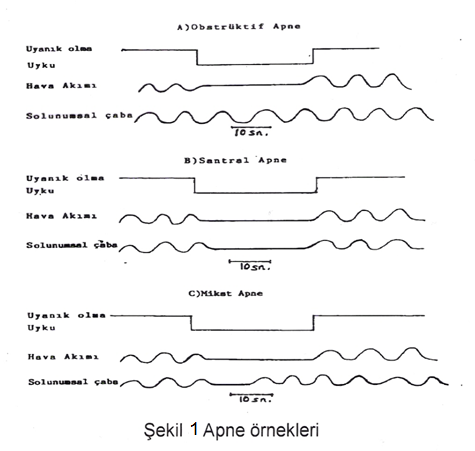 A)Obstrüktif Apne
Uyanık olma
Uyku
Hava Akımı
Solunumsal çaba
10 sn.
B)Santral Apne
Uyanık olma
Uyku
Hava Akımı
Solunumsal çaba
10 sn.
C)Mikst Apne
Uyanık olma
Uyku
Hava Akımı
Solunumsal çaba
10 sn.
Şekil 1 Apne örnekleri